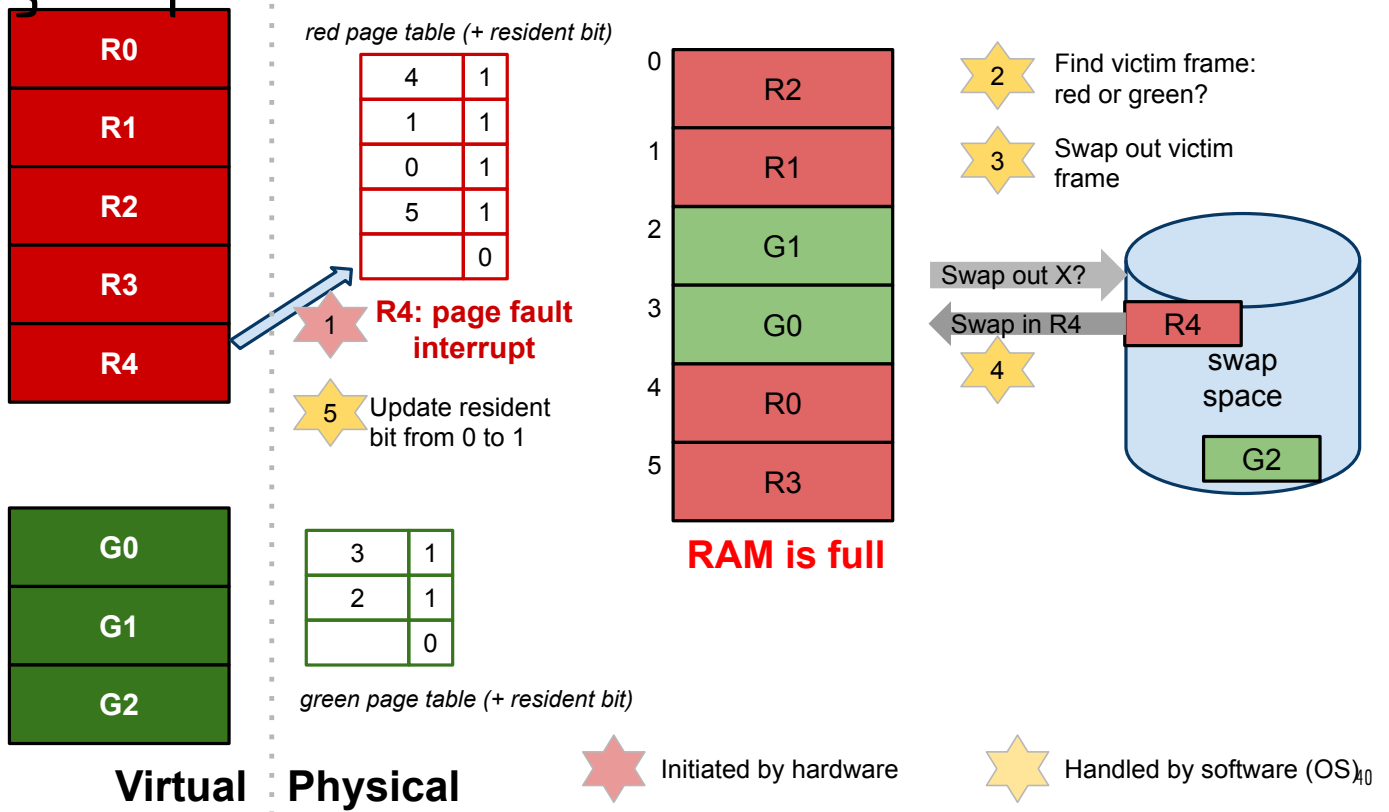 R0
R1
R2
R3
R4
G0
G1
G2
Virtual
Physical
red page table (+ resident bit)
4 1
1 1
0 1
5 1
0
1
R4: page fault
interrupt
5
Update resident
bit from 0 to 1
3 1
2 1
0
green page table (+ resident bit)
0
R2
1
R1
2
G1
3
G0
4
R0
5
R3
RAM is full
2
Find victim frame:
red or green?
3
Swap out victim
frame
Swap out X?
Swap in R4
4
R4
swap
space
G2
Initiated by hardware
Handled by software (OS)
40